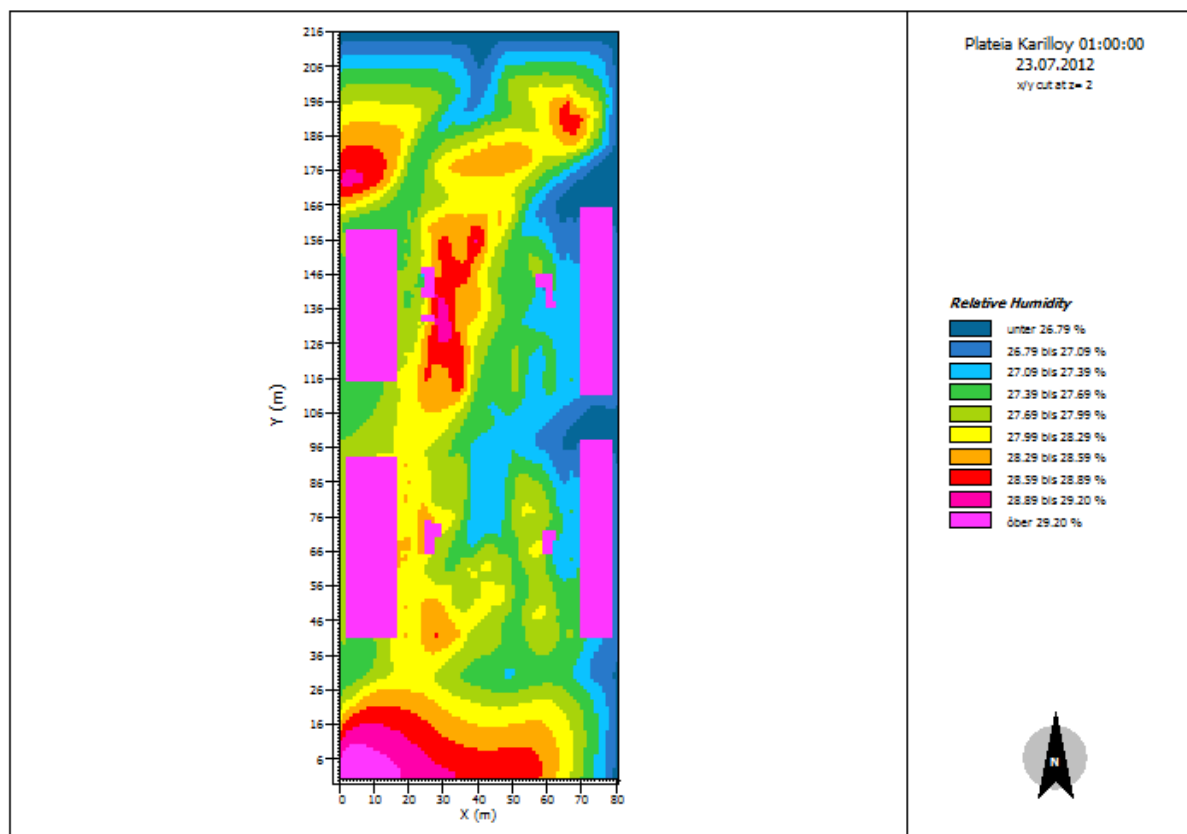 Plateia Karilloy 01:00:00
23.07.2012
x/y cut at z= 2
216
206
196
186
176
166
156
146
136
126
116
106
96
86
76
66
56
46
36
26
16
6
Y (m)
0 10 20 30 40 50 60 70 80
X (m)
Relative Humidity
unter 26.79 %
26.79 bis 27.09 %
27.09 bis 27.39 %
27.39 bis 27.69 %
27.69 bis 27.99 %
27.99 bis 28.29 %
28.29 bis 28.59 %
28.59 bis 28.89 %
28.89 bis 29.20 %
öber 29.20 %
N